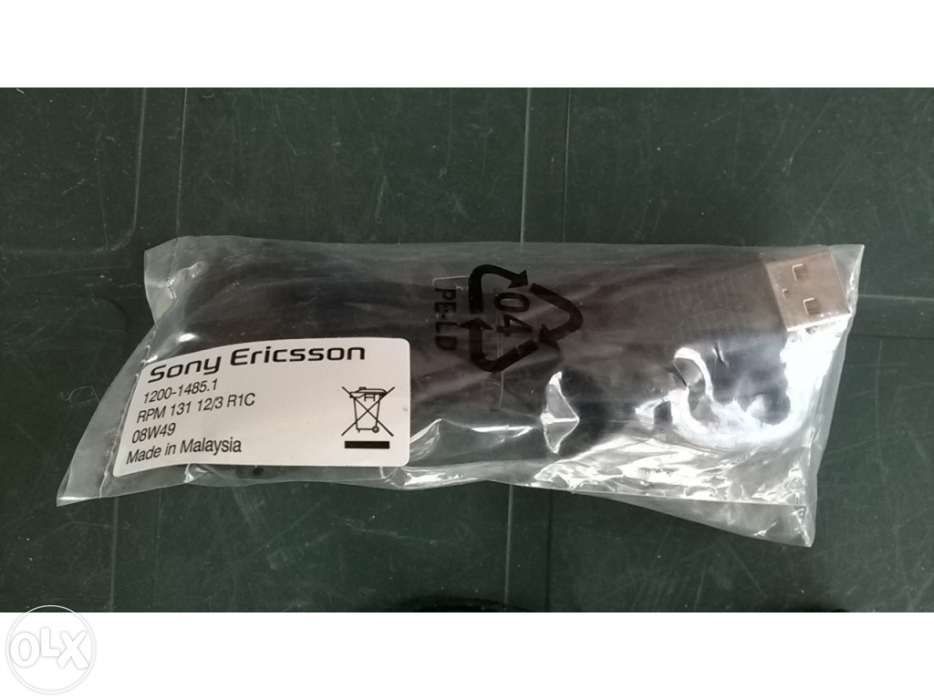 Sony Ericsson
1200-1485.1
RPM 131 12/3 R1C
08W49
Made in Malaysia
04
PE-LD
OLX